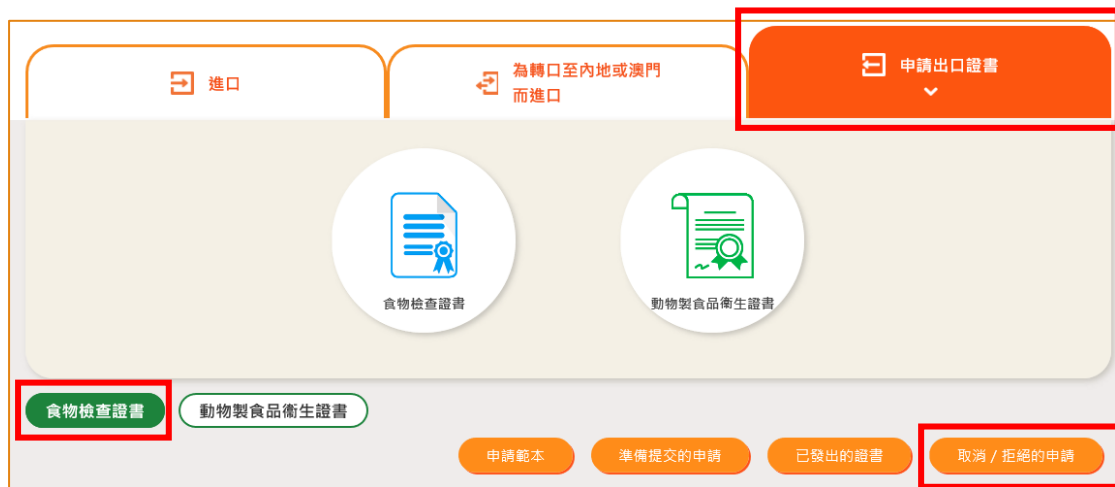 進口
為轉口至內地或澳門
而進口
申請出口證書
食物檢查證書
動物製食品衞生證書
食物檢查證書
動物製食品衞生證書
申請範本
準備提交的申請
已發出的證書
取消 / 拒絕的申請